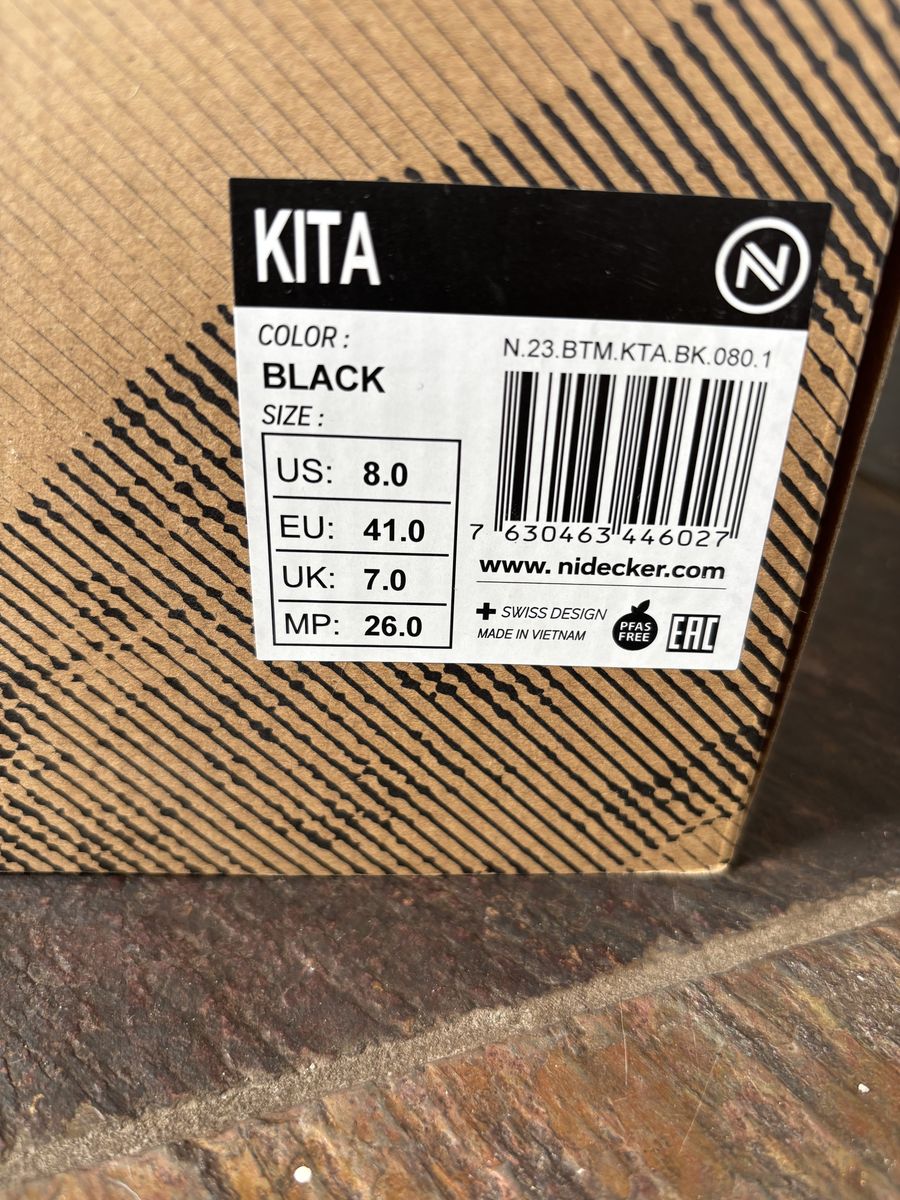 KITA
N
COLOR :
BLACK
SIZE :
US: 8.0
EU: 41.0
UK: 7.0
MP: 26.0
N.23.BTM.KTA.BK.080.1
7 630463 446027
www.nidecker.com
+ SWISS DESIGN
MADE IN VIETNAM
PFAS
FREE
EAC